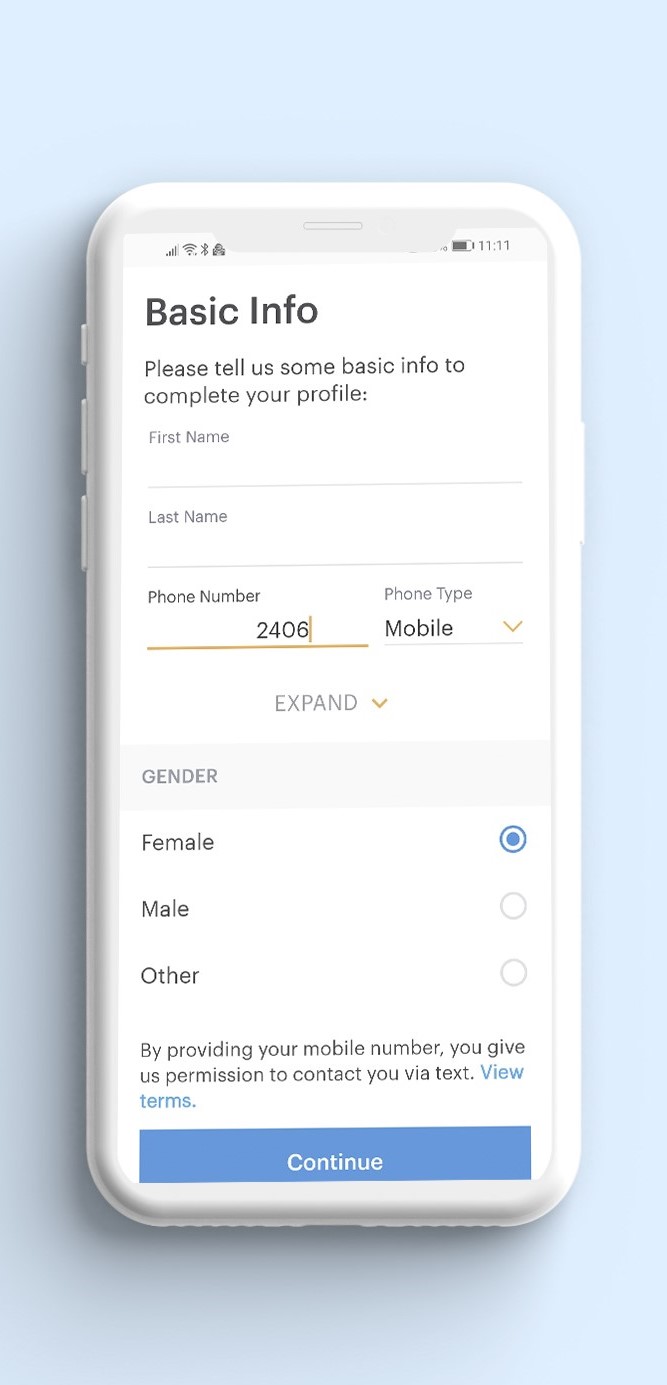 11:11
Basic Info
Please tell us some basic info to
complete your profile:
First Name
Last Name
Phone Number Phone Type
2406 Mobile
EXPAND
GENDER
Female
Male
Other
By providing your mobile number, you give
us permission to contact you via text. View
terms.
Continue